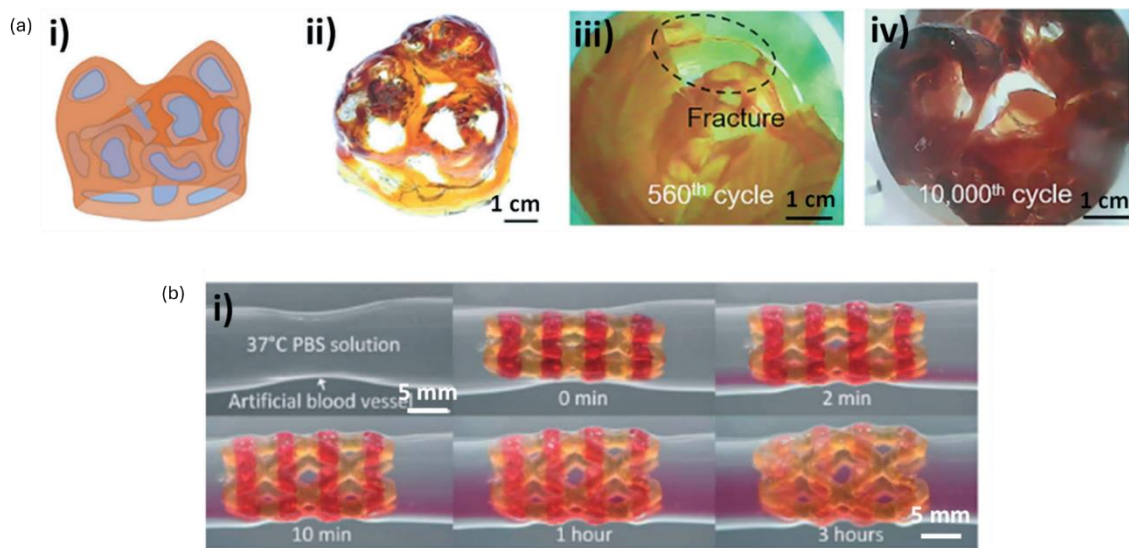 (a)
i)
ii)
1 cm
iii)
Fracture
560th cycle
1 cm
iv)
10,000th cycle
1 cm
(b)
i)
37°C PBS solution
Artificial blood vessel
5 mm
0 min
2 min
10 min
1 hour
3 hours
5 mm